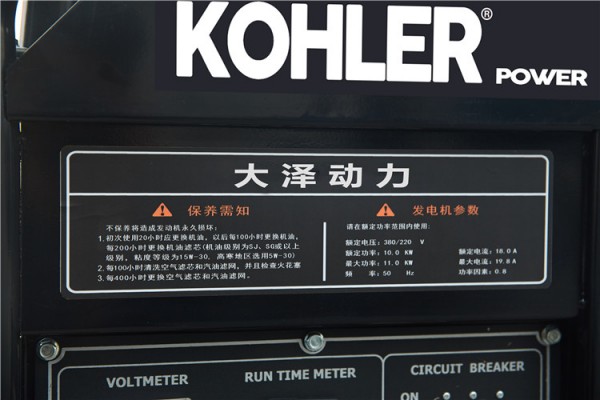 KOHLER®
POWER
大泽动力
保养需知
不保养将造成发动机永久损坏:
1.初次使用20小时应更换机油，以后每100小时更换机油，
每200小时更换机油滤芯(机油级别为SJ、SG或以上
级别，粘度等级为15W-30，高寒地区选用5W-30)
2.每100小时清洗空气滤芯和汽油滤网，并且检查火花塞
3.每400小时更换空气滤芯和汽油滤网。
发电机参数
请在额定功率范围内使用:
额定电压: 380/220 V
额定功率: 10.0 KW 额定电流: 18.0A
最大功率: 11.0 KW 最大电流: 19.8A
频 率: 50 Hz 功率因素: 0.8
VOLTMETER RUN TIME METER CIRCUIT BREAKER
ON